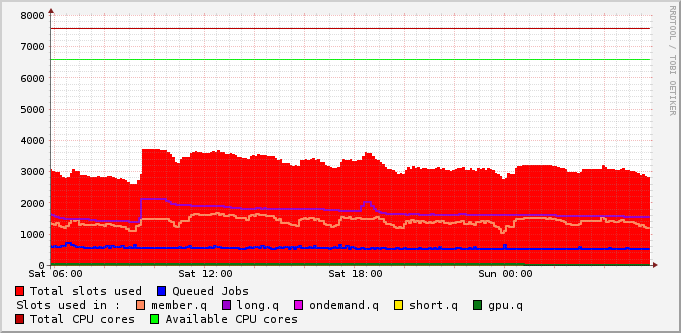 8000
7000
6000
5000
4000
3000
2000
1000
0
Sat 06:00 Sat 12:00 Sat 18:00 Sun 00:00
Total slots used Queued Jobs
Slots used in : member.q long.q ondemand.q short.q gpu.q
Total CPU cores Available CPU cores
RRDTOOL / TOBI OETIKER